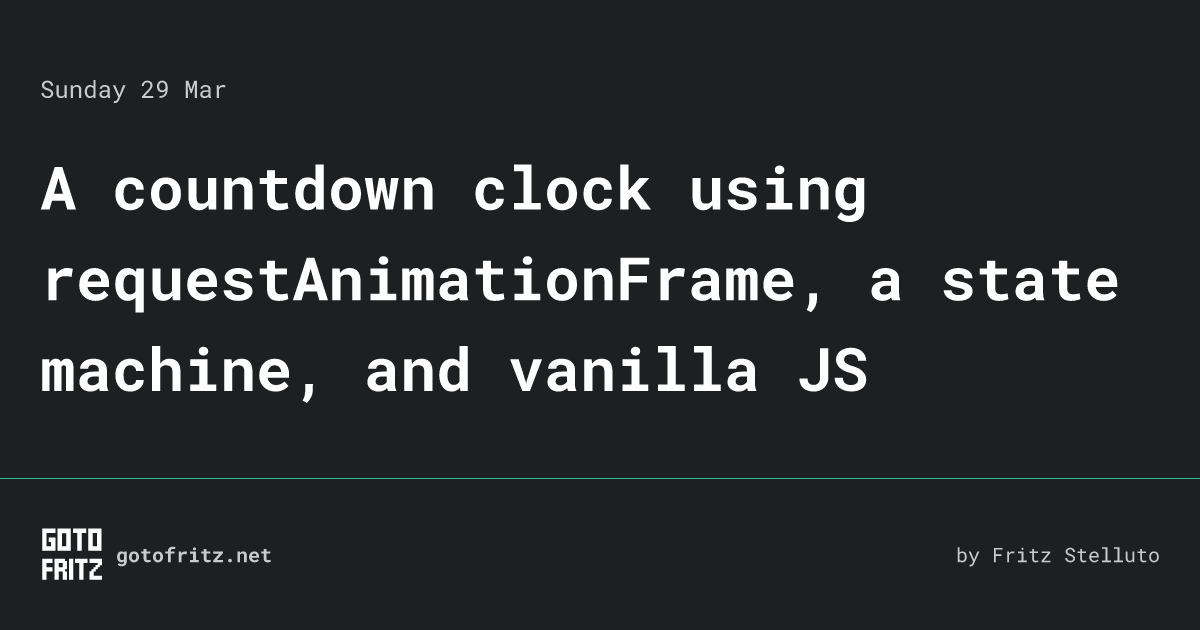 Sunday 29 Mar
A countdown clock using
requestAnimationFrame, a state
machine, and vanilla JS
GOTO
FRITZ
gotofritz.net
by Fritz Stelluto